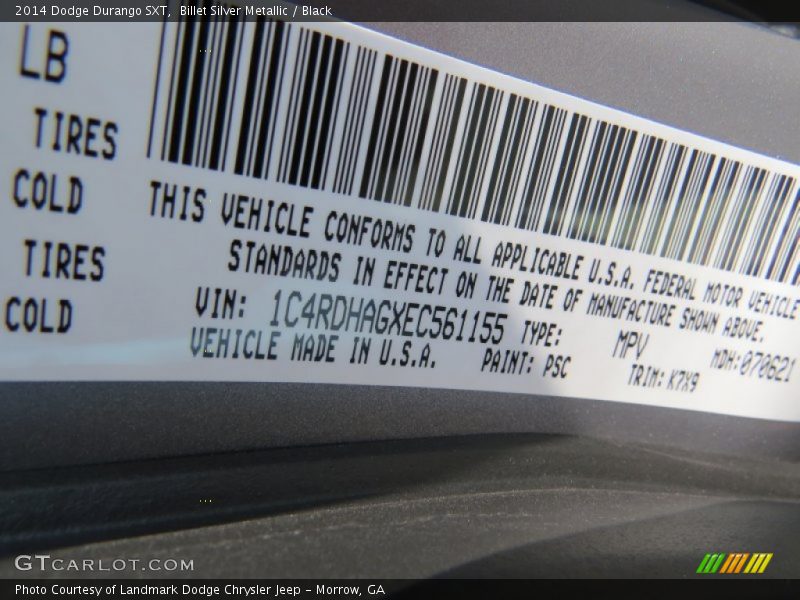 2014 Dodge Durango SXT, Billet Silver Metallic / Black
LB
TIRES
COLD
TIRES
COLD
THIS VEHICLE CONFORMS TO ALL APPLICABLE U.S.A. FEDERAL MOTOR VEHICLE
STANDARDS IN EFFECT ON THE DATE OF MANUFACTURE SHOWN ABOVE.
VIN: 1C4RDHAGXEC561155 TYPE: MPV MDH:070621
VEHICLE MADE IN U.S.A. PAINT: PSC TRIM: K7X9
GTCARLOT.COM
Photo Courtesy of Landmark Dodge Chrysler Jeep - Morrow, GA